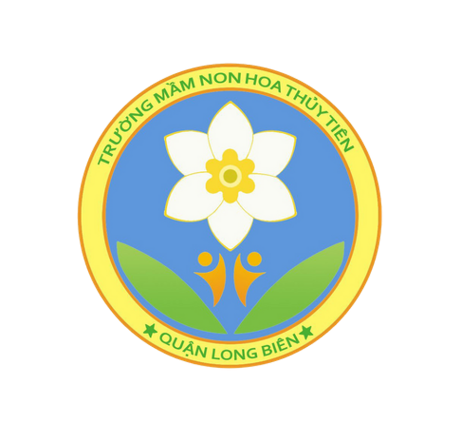 TRƯỜNG MẦM NON HOA THỦY TIÊN
QUẬN LONG BIÊN